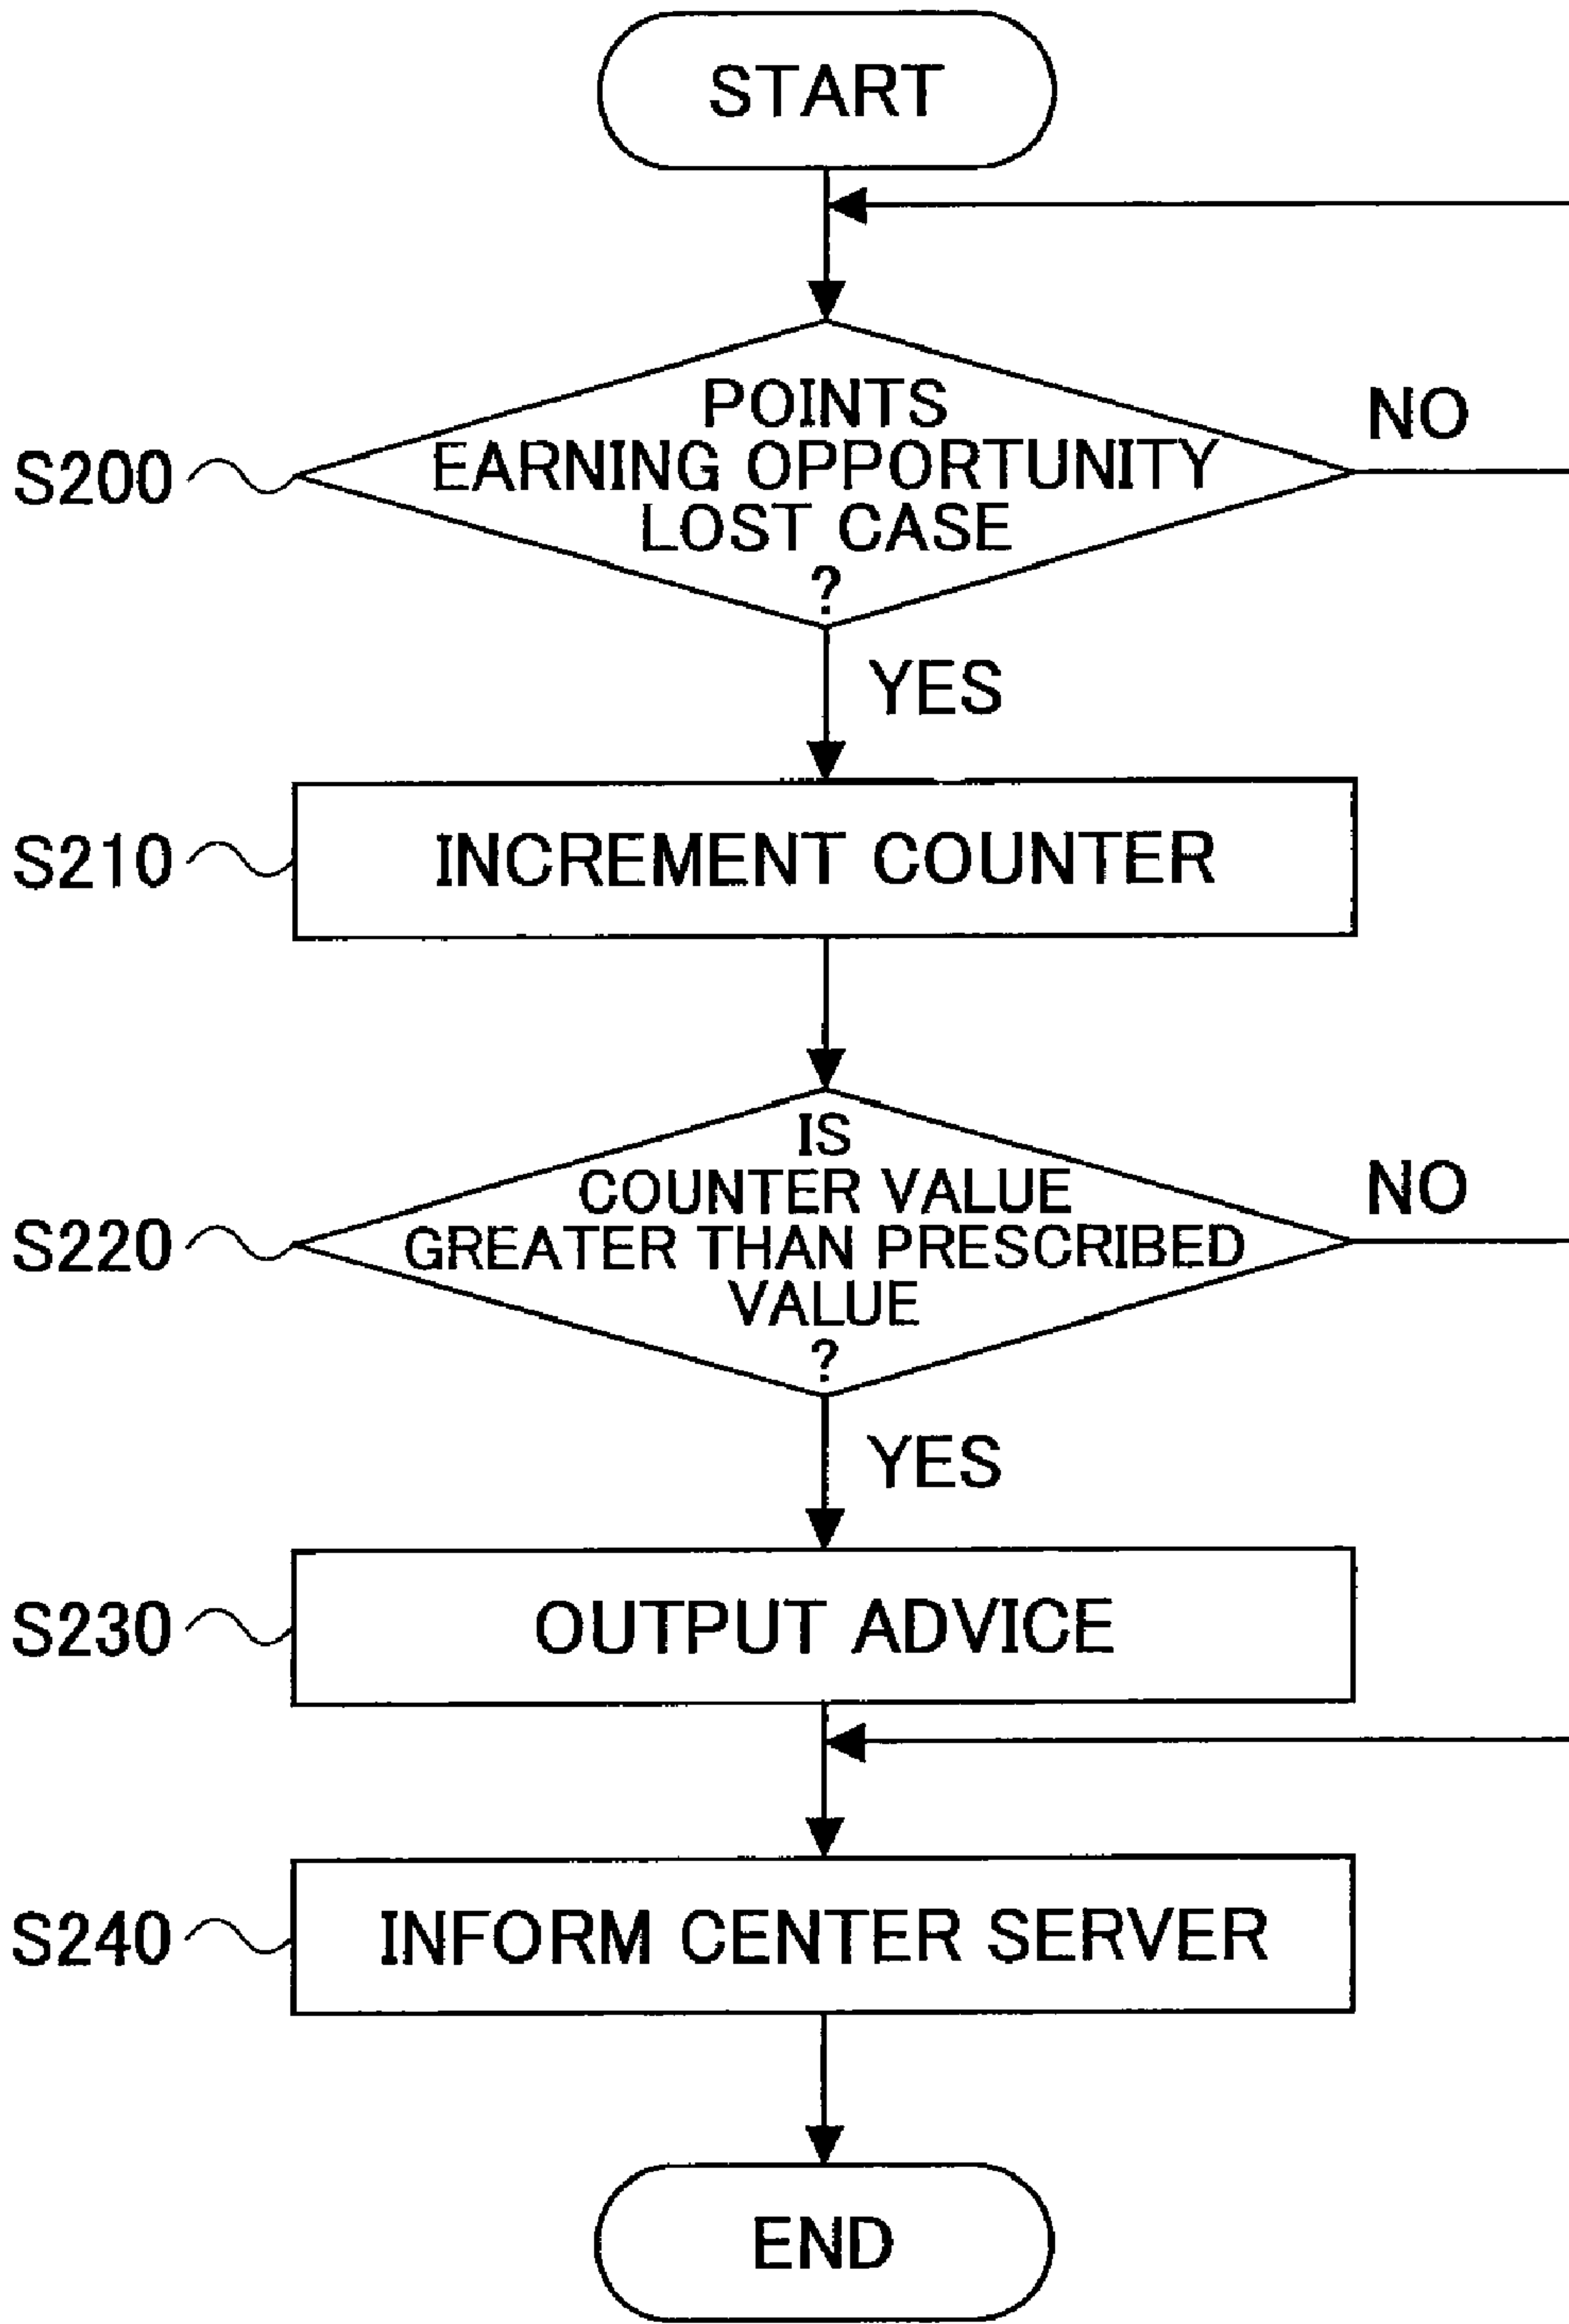 START
POINTS
EARNING OPPORTUNITY
LOST CASE
?
NO
S200
YES
S210
INCREMENT COUNTER
IS
COUNTER VALUE
GREATER THAN PRESCRIBED
VALUE
?
NO
S220
YES
S230
OUTPUT ADVICE
S240
INFORM CENTER SERVER
END